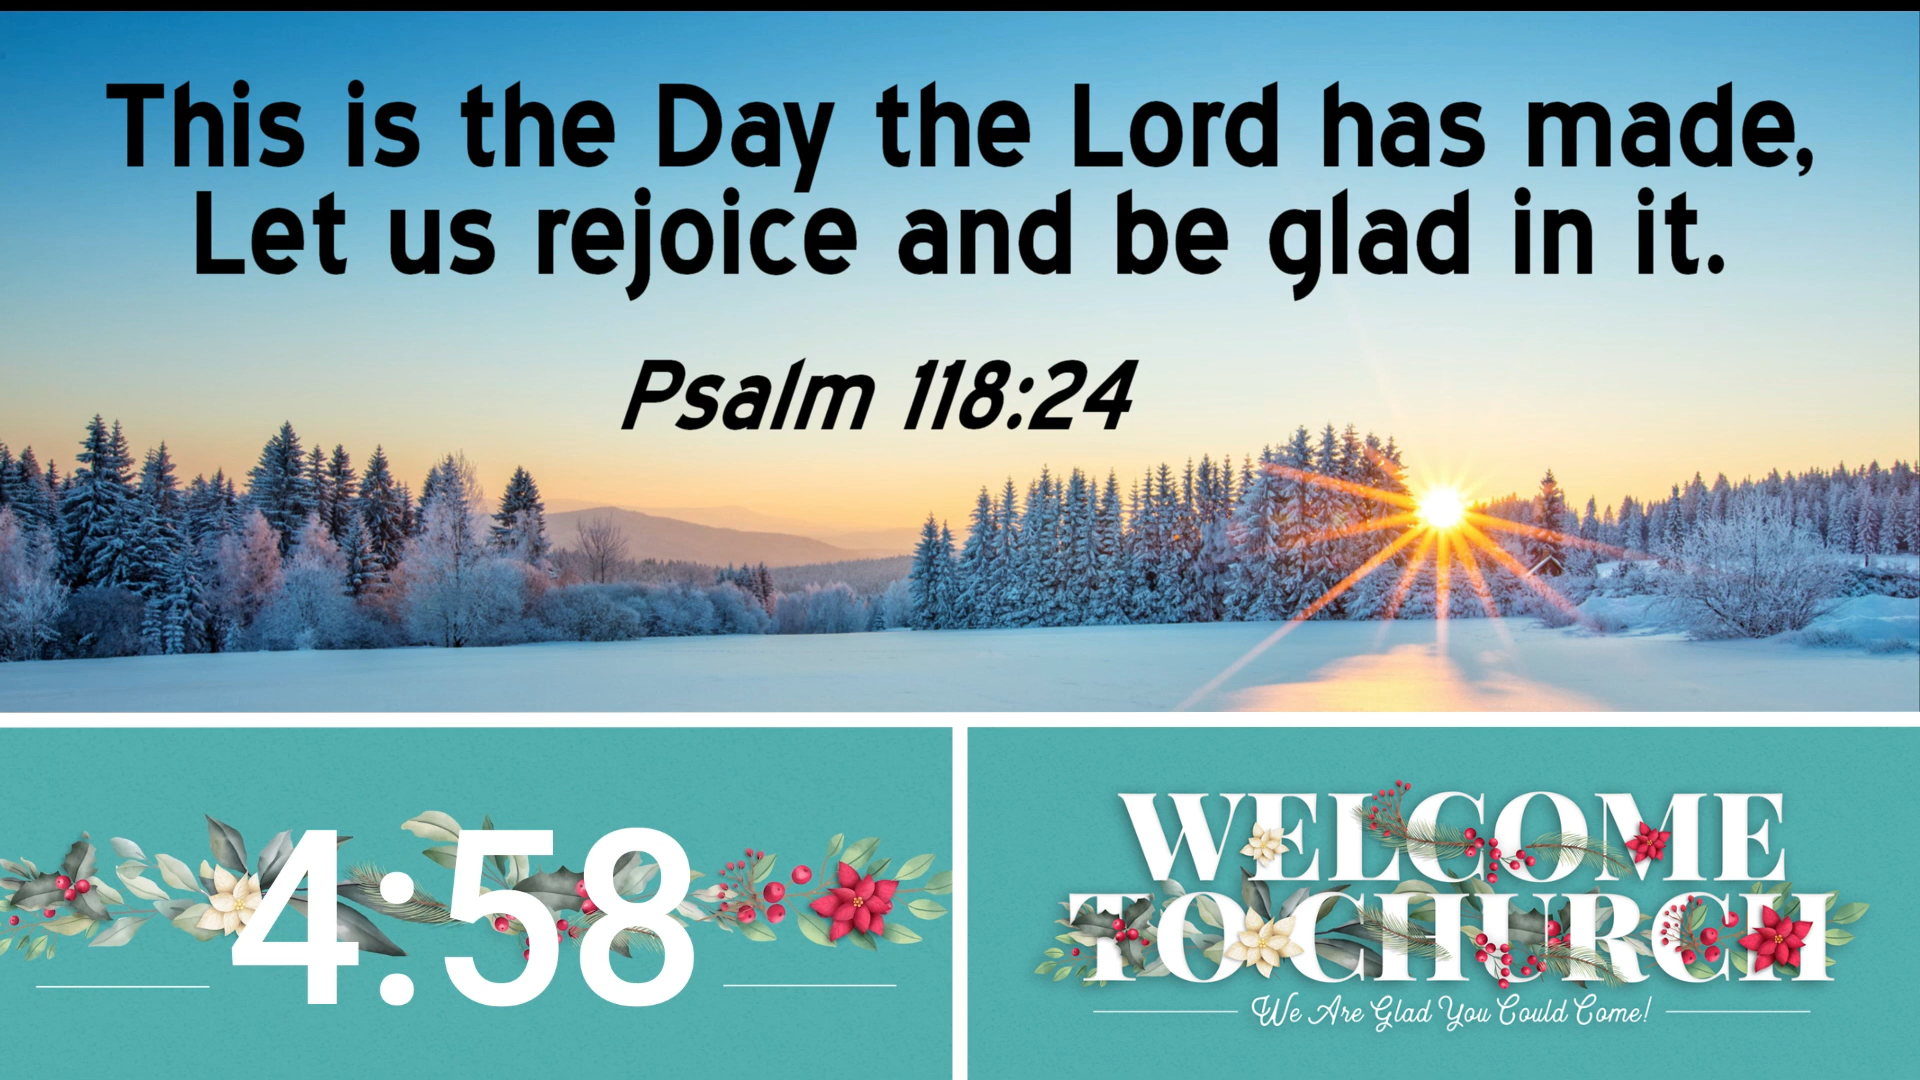 This is the Day the Lord has made,
Let us rejoice and be glad in it.
Psalm 118:24
4:58
WELCOME
TO CHURCH
We Are Glad You Could Come!